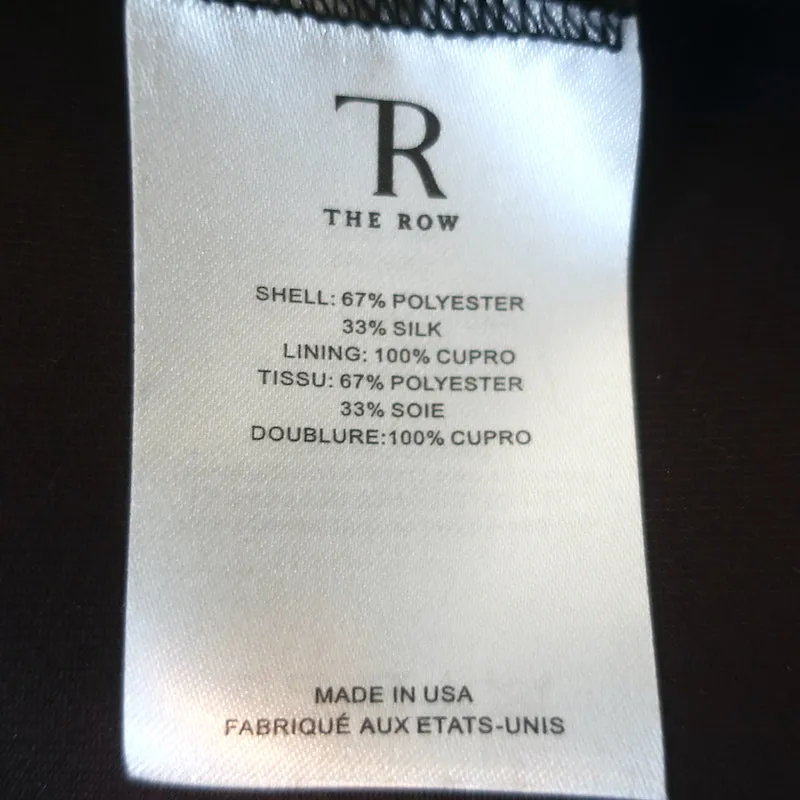 TR
THE ROW
SHELL: 67% POLYESTER
33% SILK
LINING: 100% CUPRO
TISSU: 67% POLYESTER
33% SOIE
DOUBLURE:100% CUPRO
MADE IN USA
FABRIQUÉ AUX ETATS-UNIS